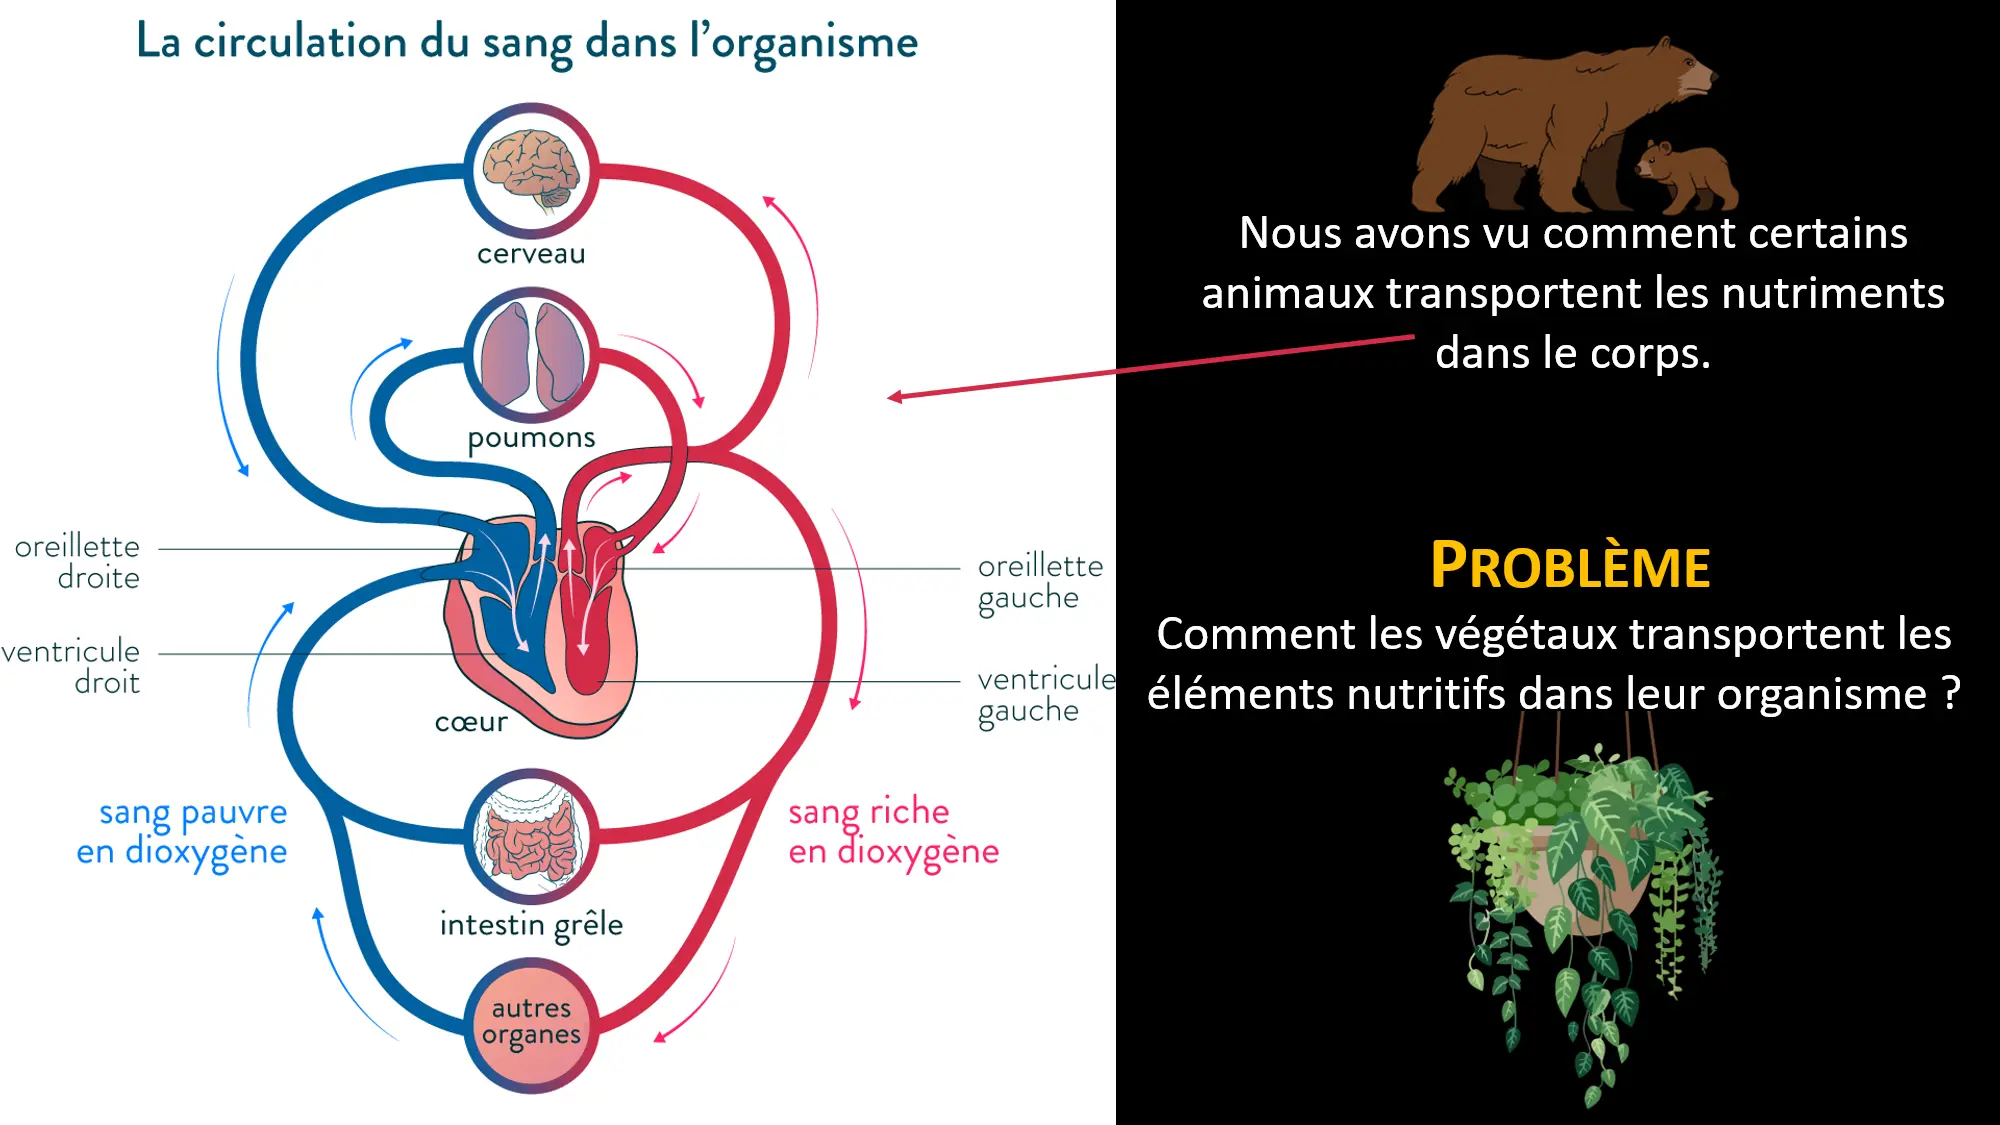 La circulation du sang dans l’organisme
cerveau
poumons
oreillette
droite
ventricule
droit
oreillette
gauche
ventricule
gauche
cœur
sang pauvre
en dioxygène
sang riche
en dioxygène
intestin grêle
autres
organes
Nous avons vu comment certains
animaux transportent les nutriments
dans le corps.
PROBLÈME
Comment les végétaux transportent les
éléments nutritifs dans leur organisme ?